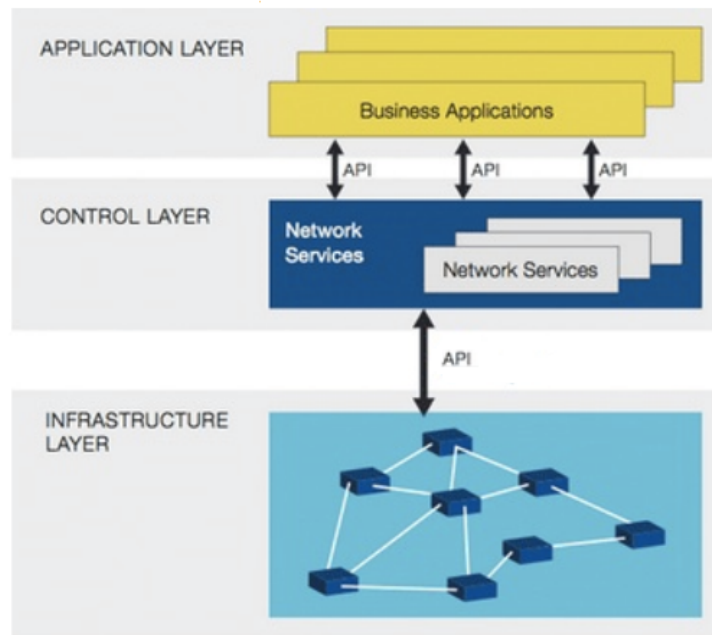 APPLICATION LAYER
Business Applications
API
API
API
CONTROL LAYER
Network
Services
Network Services
API
INFRASTRUCTURE
LAYER